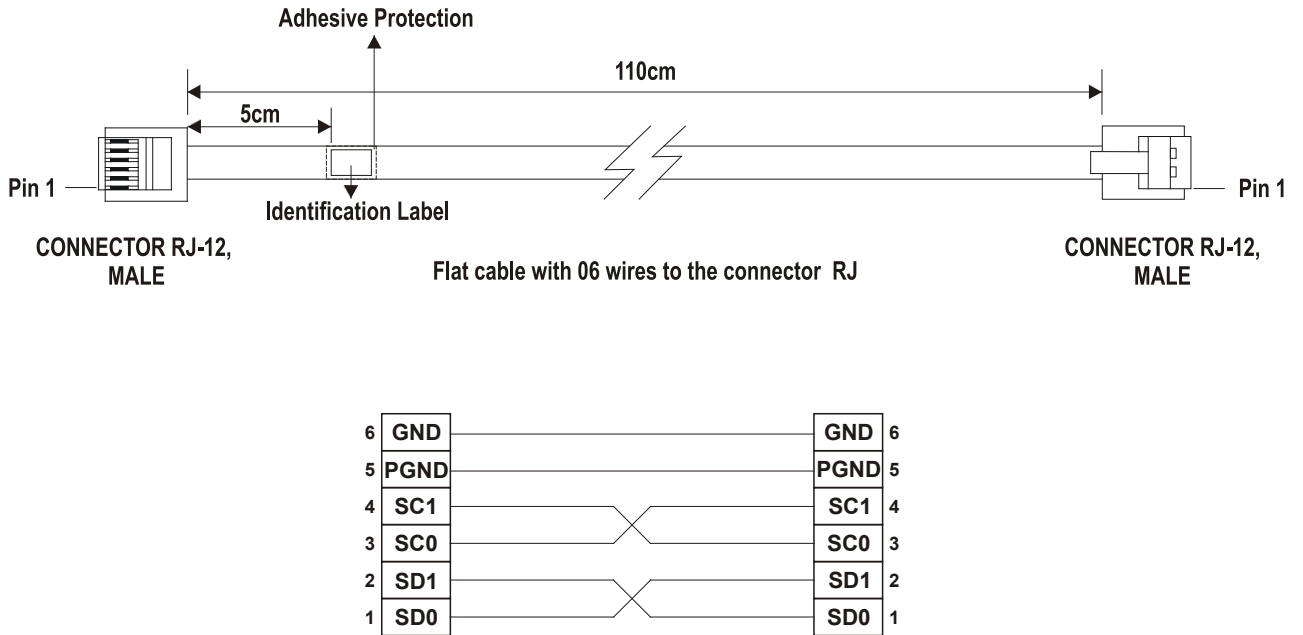 Adhesive Protection
110cm
5cm
Pin 1
Pin 1
Identification Label
CONNECTOR RJ-12,
MALE
Flat cable with 06 wires to the connector RJ
CONNECTOR RJ-12,
MALE
6 GND GND 6
5 PGND PGND 5
4 SC1 SC1 4
3 SC0 SC0 3
2 SD1 SD1 2
1 SD0 SD0 1